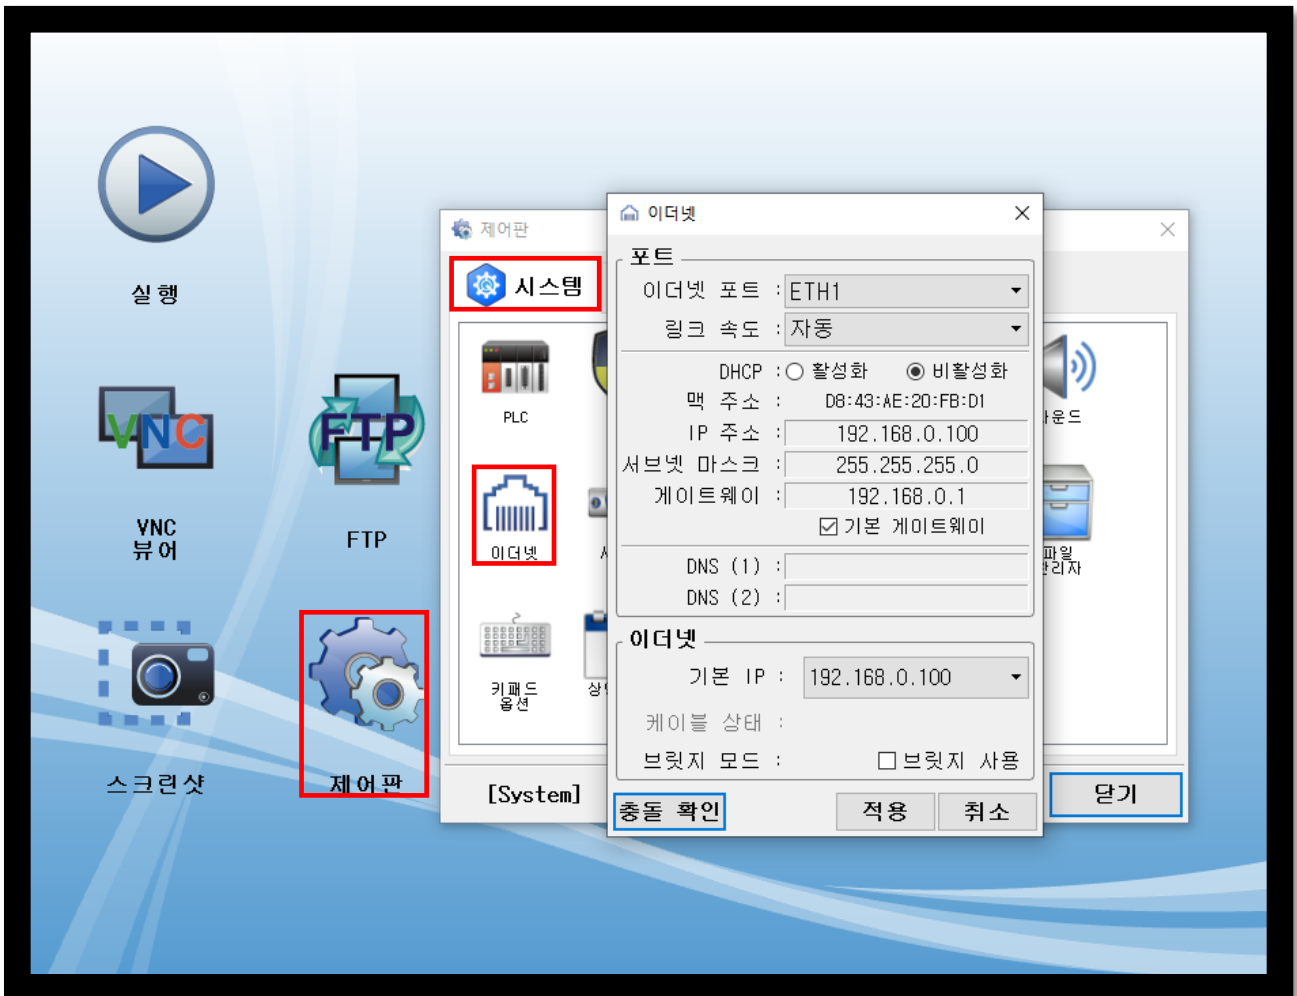 실행
VNC
뷰어
FTP
VNC
FTP
스크린샷
제어판
제어판
시스템
PLC
이더넷
키패드
옵션
파일
[System]
닫기
이더넷
포트
이더넷 포트 : ETH1
링크 속도 : 자동
DHCP : 활성화 비활성화
맥 주소 : D8:43:AE:20:FB:D1
IP 주소 : 192.168.0.100
서브넷 마스크 : 255.255.255.0
게이트웨이 : 192.168.0.1
기본 게이트웨이
DNS (1) :
DNS (2) :
이더넷
기본 IP : 192.168.0.100
케이블 상태 :
브릿지 모드 : 브릿지 사용
충돌 확인
적용
취소